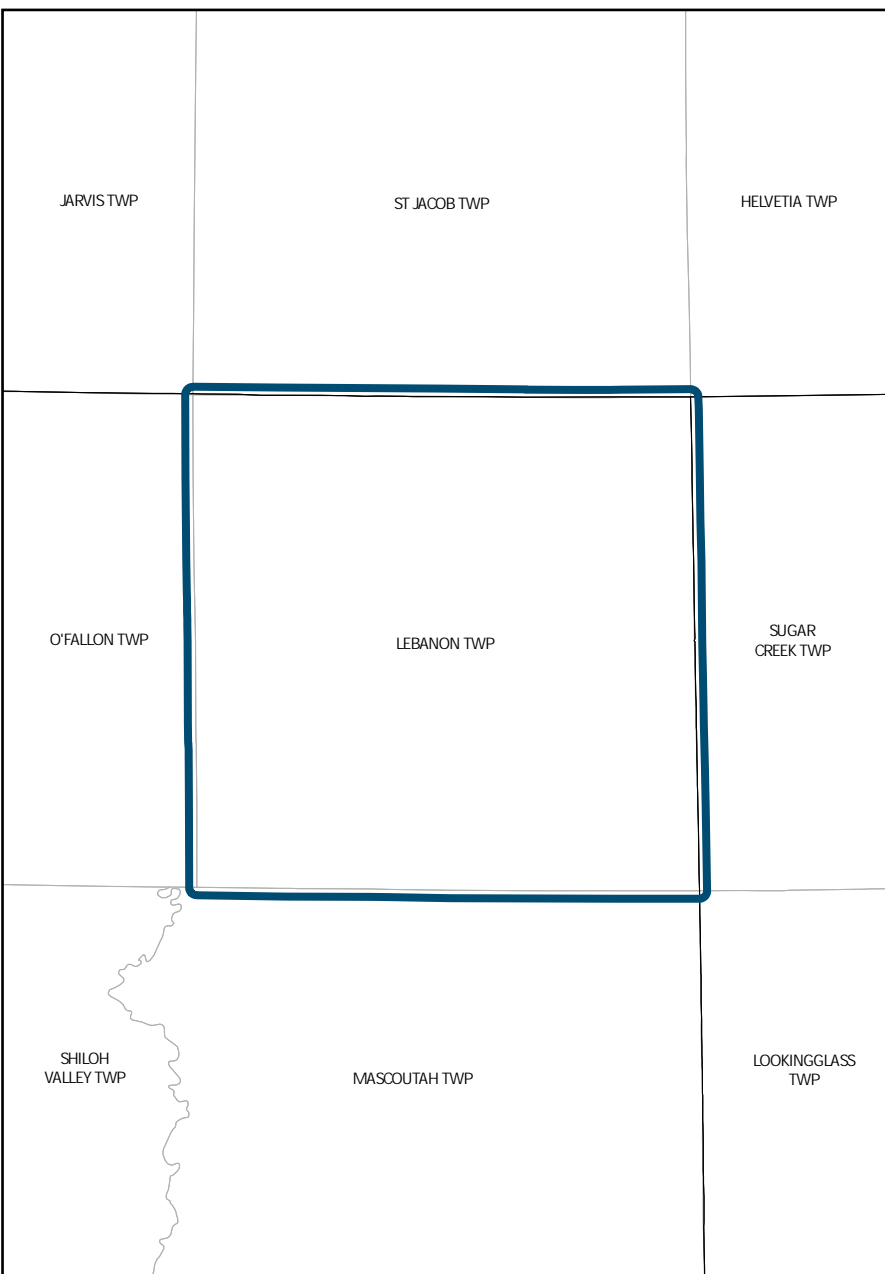 JARVIS TWP
ST JACOB TWP
HELVETIA TWP
O'FALLON TWP
LEBANON TWP
SUGAR
CREEK TWP
SHILOH
VALLEY TWP
MASCOUTAH TWP
LOOKINGGLASS
TWP